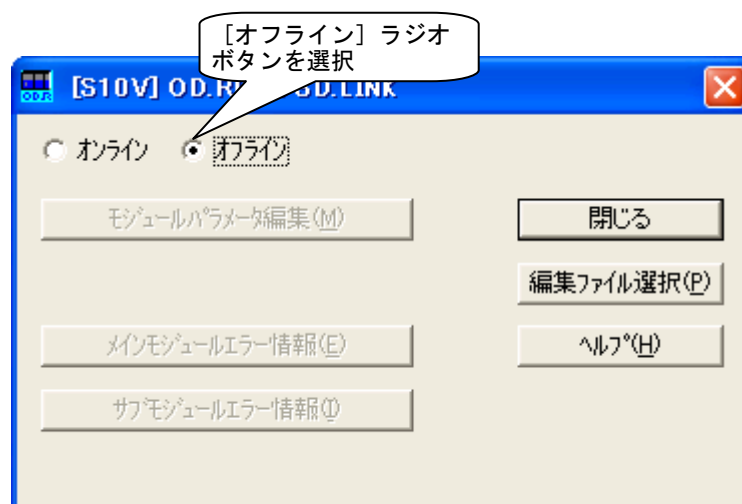 ［オフライン］ラジオ
ボタンを選択
OD.R
[S10V] OD.R SD.LINK
オンライン オフライン
ﾓｼﾞｭｰﾙﾊﾟﾗﾒｰﾀ編集(M)
閉じる
編集ﾌｧｲﾙ選択(P)
ﾒｲﾝﾓｼﾞｭｰﾙｴﾗｰ情報(E)
ﾍﾙﾌﾟ(H)
ｻﾌﾞﾓｼﾞｭｰﾙｴﾗｰ情報(I)